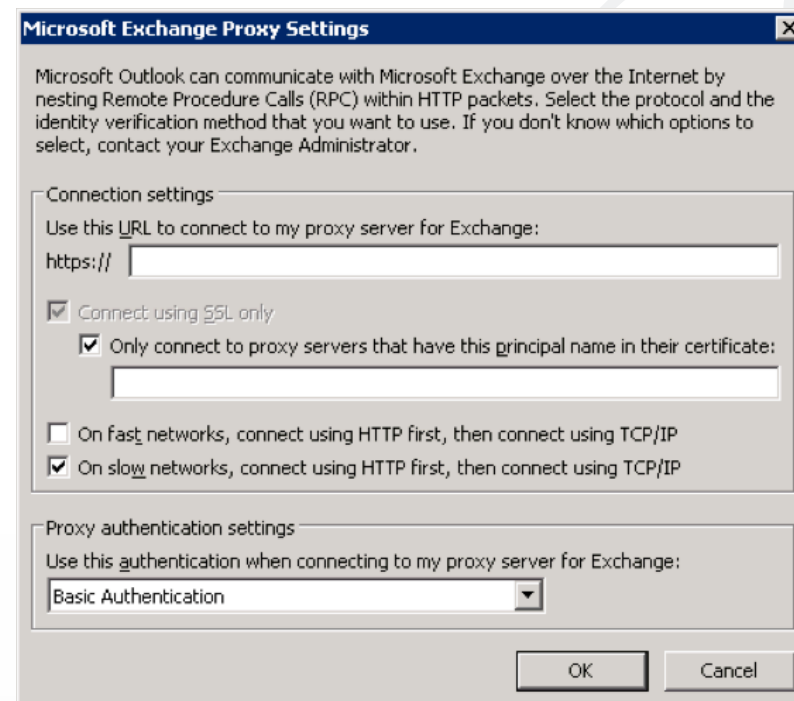 Microsoft Exchange Proxy Settings
Microsoft Outlook can communicate with Microsoft Exchange over the Internet by
nesting Remote Procedure Calls (RPC) within HTTP packets. Select the protocol and the
identity verification method that you want to use. If you don't know which options to
select, contact your Exchange Administrator.
Connection settings
Use this URL to connect to my proxy server for Exchange:
https://
Connect using SSL only
Only connect to proxy servers that have this principal name in their certificate:
On fast networks, connect using HTTP first, then connect using TCP/IP
On slow networks, connect using HTTP first, then connect using TCP/IP
Proxy authentication settings
Use this authentication when connecting to my proxy server for Exchange:
Basic Authentication
OK Cancel